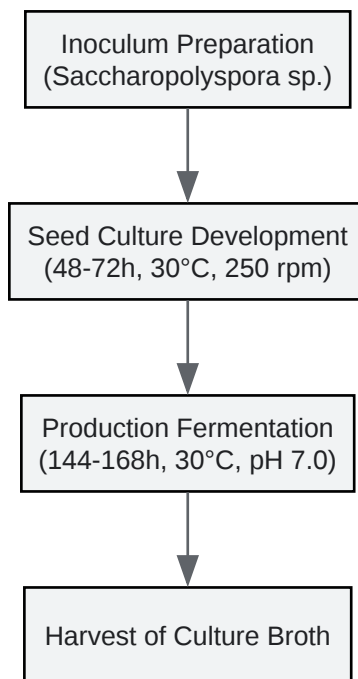 Inoculum Preparation
(Saccharopolyspora sp.)
Seed Culture Development
(48-72h, 30°C, 250 rpm)
Production Fermentation
(144-168h, 30°C, pH 7.0)
Harvest of Culture Broth